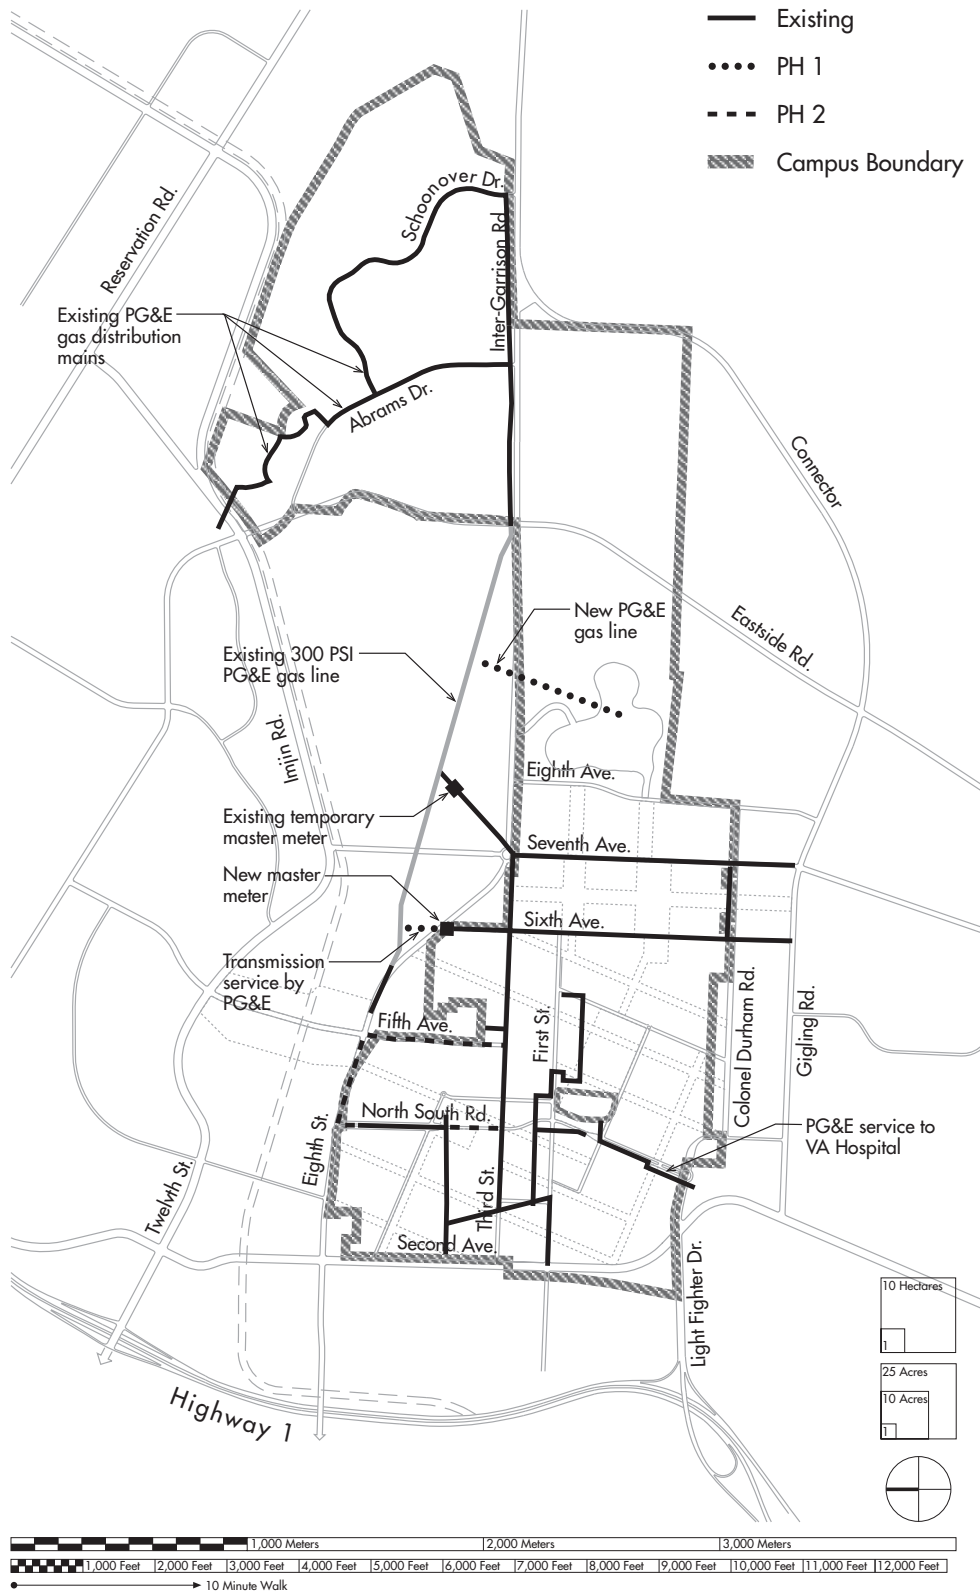 Existing
PH 1
PH 2
Campus Boundary
Schoonover Dr.
Reservation Rd.
Inter-Garrison Rd
Existing PG&E
gas distribution
mains
Abrams Dr.
Connector
New PG&E
gas line
Eastside Rd.
Existing 300 PSI
PG&E gas line
Imjin Rd.
Eighth Ave.
Existing temporary
master meter
Seventh Ave.
New master
meter
Sixth Ave.
Transmission
service by
PG&E
Fifth Ave.
First St.
Colonel Durham Rd.
Gigling Rd.
North South Rd.
Eighth St.
PG&E service to
VA Hospital
Twelvth St.
Third St.
Second Ave.
Light Fighter Dr.
10 Hectares
1
25 Acres
10 Acres
1
Highway 1
1,000 Meters
2,000 Meters
3,000 Meters
1,000 Feet
2,000 Feet
3,000 Feet
4,000 Feet
5,000 Feet
6,000 Feet
7,000 Feet
8,000 Feet
9,000 Feet
10,000 Feet
11,000 Feet
12,000 Feet
10 Minute Walk